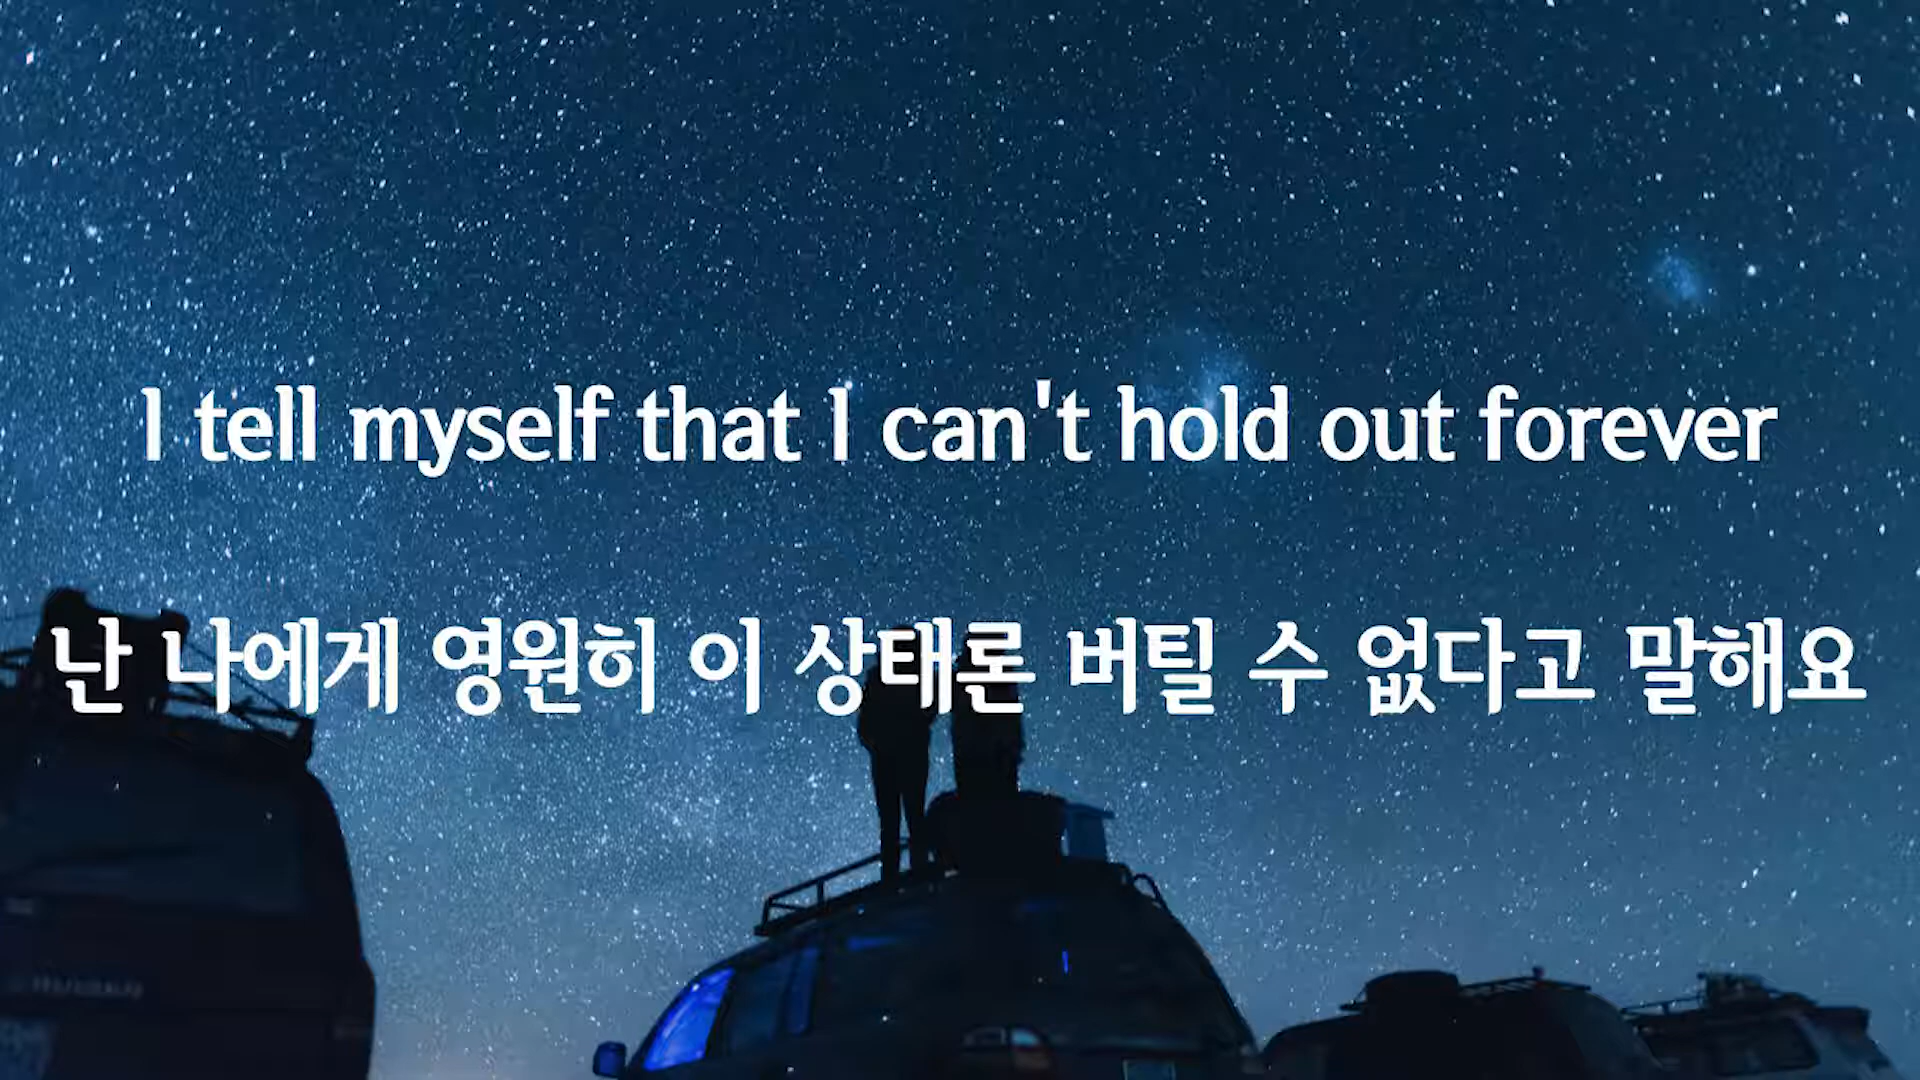 I tell myself that I can't hold out forever
난 나에게 영원히 이 상태론 버틸 수 없다고 말해요